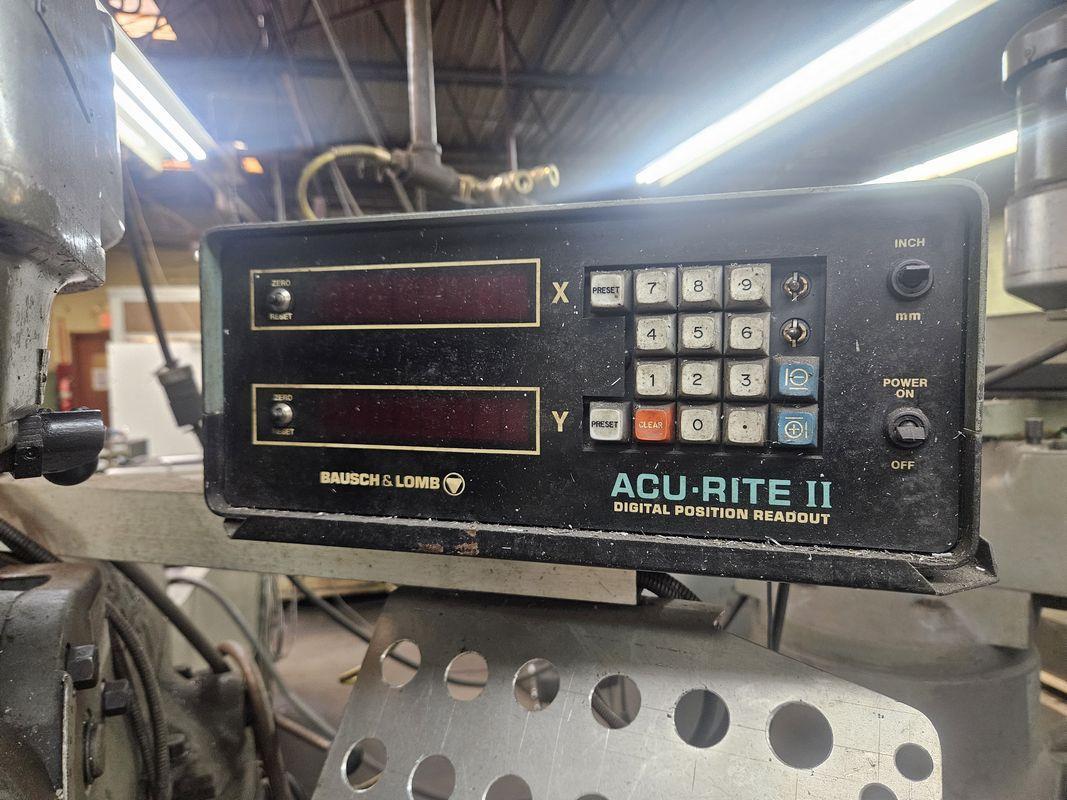 ZERO
RESET
X
ZERO
RESET
Y
BAUSCH & LOMB
PRESET 7 8 9
4 5 6
1 2 3
PRESET CLEAR 0 .
ACU·RITE II
DIGITAL POSITION READOUT
INCH
mm
POWER
ON
OFF